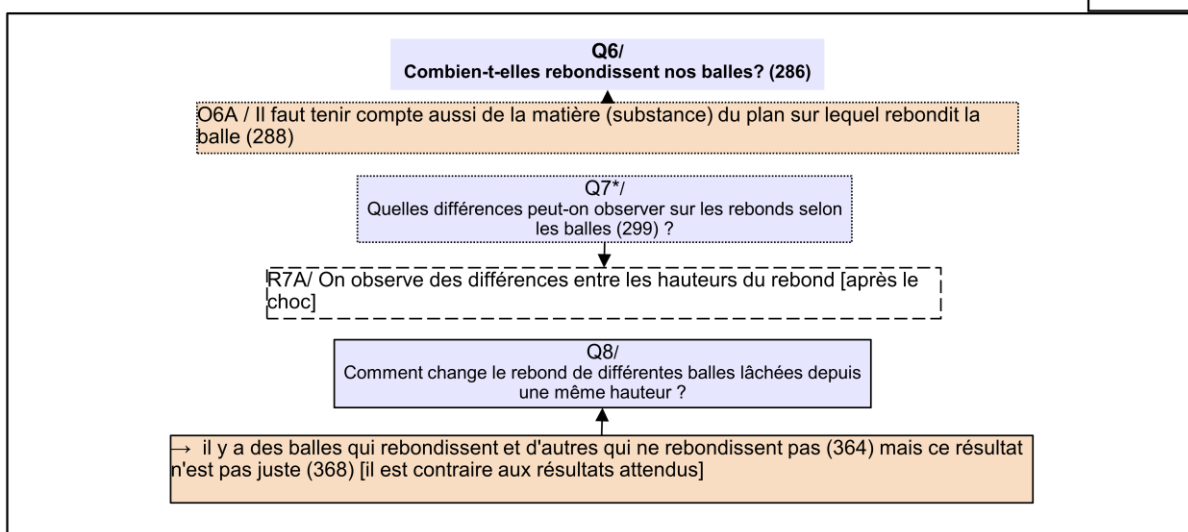 Q6/
Combien-t-elles rebondissent nos balles? (286)
O6A / Il faut tenir compte aussi de la matière (substance) du plan sur lequel rebondit la
balle (288)
Q7*/
Quelles différences peut-on observer sur les rebonds selon
les balles (299) ?
R7A/ On observe des différences entre les hauteurs du rebond [après le
choc]
Q8/
Comment change le rebond de différentes balles lâchées depuis
une même hauteur ?
→ il y a des balles qui rebondissent et d'autres qui ne rebondissent pas (364) mais ce résultat
n'est pas juste (368) [il est contraire aux résultats attendus]